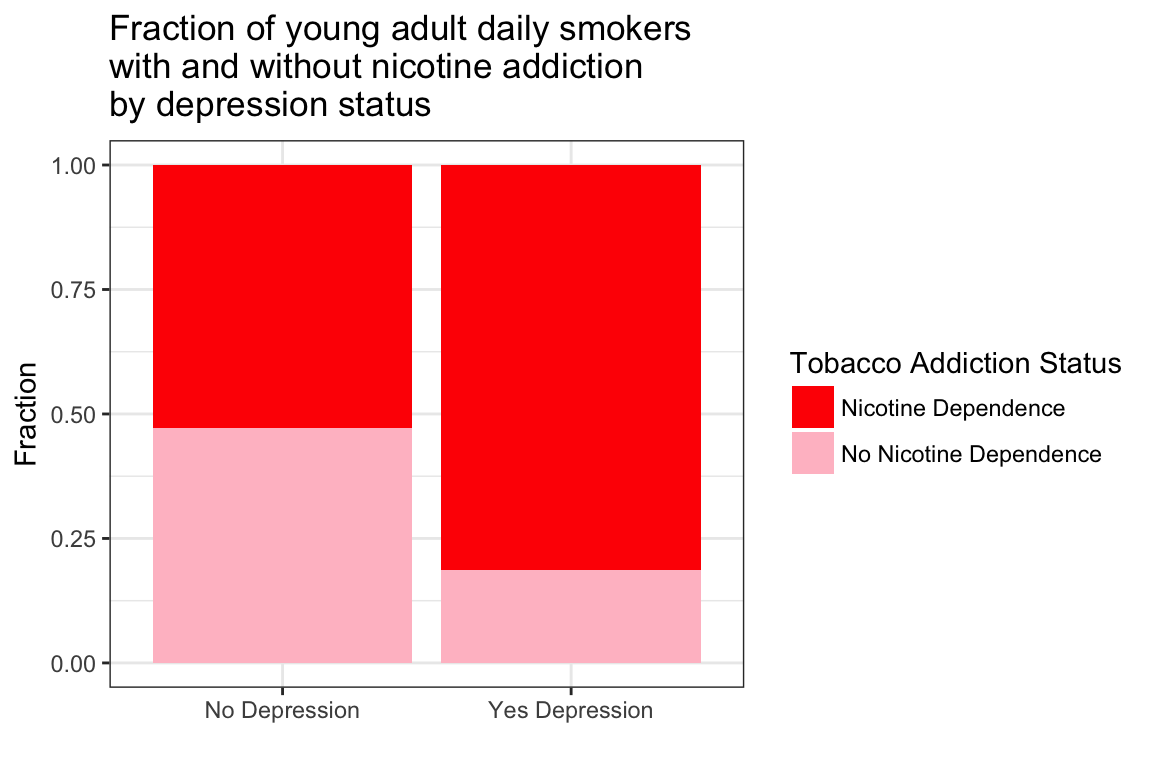 Fraction of young adult daily smokers
with and without nicotine addiction
by depression status
1.00
0.75
0.50
0.25
0.00
Fraction
No Depression
Yes Depression
Tobacco Addiction Status
Nicotine Dependence
No Nicotine Dependence